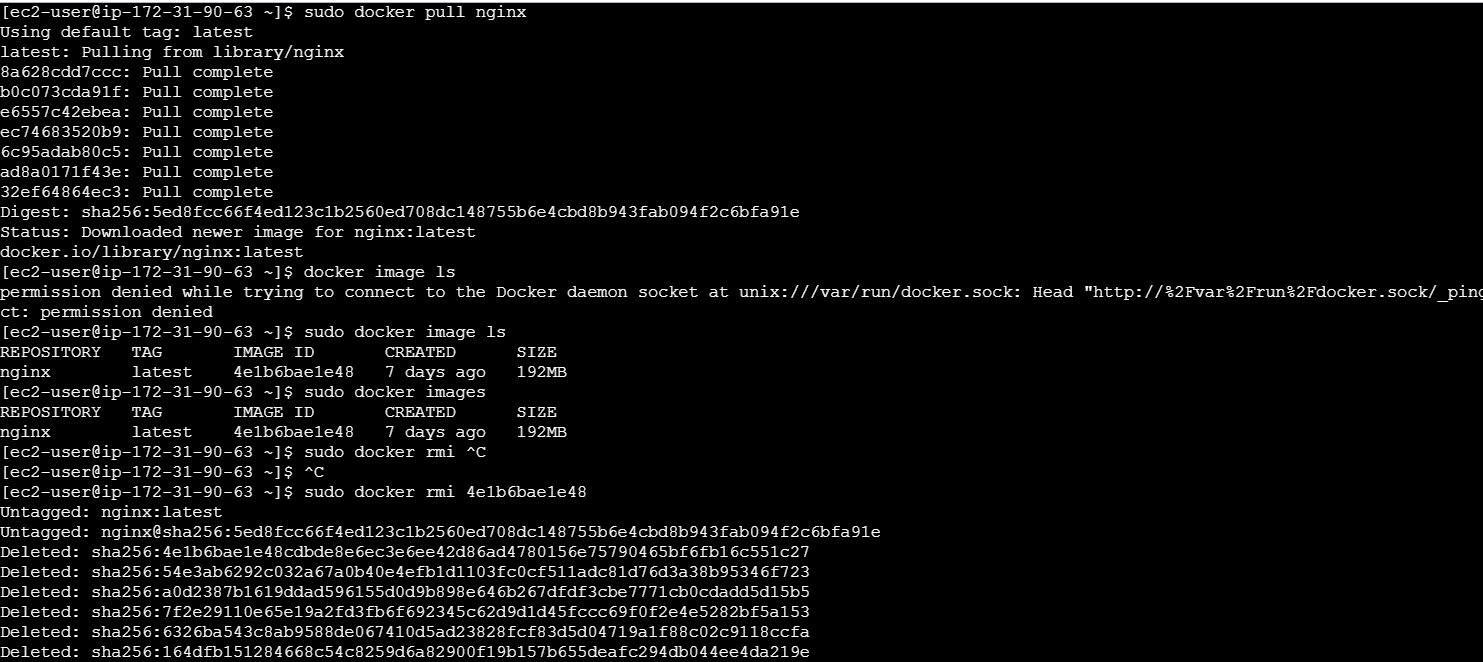 [ec2-user@ip-172-31-90-63 ~]$ sudo docker pull nginx
Using default tag: latest
latest: Pulling from library/nginx
8a628cdd7ccc: Pull complete
b0c073cda91f: Pull complete
e6557c42ebea: Pull complete
ec74683520b9: Pull complete
6c95adab80c5: Pull complete
ad8a0171f43e: Pull complete
32ef64864ec3: Pull complete
Digest: sha256:5ed8fcc66f4ed123c1b2560ed708dc148755b6e4cbd8b943fab094f2c6bfa91e
Status: Downloaded newer image for nginx:latest
docker.io/library/nginx:latest
[ec2-user@ip-172-31-90-63 ~]$ docker image ls
permission denied while trying to connect to the Docker daemon socket at unix:///var/run/docker.sock: Head "http://%2Fvar%2Frun%2Fdocker.sock/_ping
ct: permission denied
[ec2-user@ip-172-31-90-63 ~]$ sudo docker image ls
REPOSITORY   TAG       IMAGE ID       CREATED      SIZE
nginx        latest    4e1b6bae1e48   7 days ago   192MB
[ec2-user@ip-172-31-90-63 ~]$ sudo docker images
REPOSITORY   TAG       IMAGE ID       CREATED      SIZE
nginx        latest    4e1b6bae1e48   7 days ago   192MB
[ec2-user@ip-172-31-90-63 ~]$ sudo docker rmi ^C
[ec2-user@ip-172-31-90-63 ~]$ ^C
[ec2-user@ip-172-31-90-63 ~]$ sudo docker rmi 4e1b6bae1e48
Untagged: nginx:latest
Untagged: nginx@sha256:5ed8fcc66f4ed123c1b2560ed708dc148755b6e4cbd8b943fab094f2c6bfa91e
Deleted: sha256:4e1b6bae1e48cdbde8e6ec3e6ee42d86ad4780156e75790465bf6fb16c551c27
Deleted: sha256:54e3ab6292c032a67a0b40e4efb1d1103fc0cf511adc81d76d3a38b95346f723
Deleted: sha256:a0d2387b1619ddad596155d0d9b898e646b267dfdf3cbe7771cb0cdadd5d15b5
Deleted: sha256:7f2e29110e65e19a2fd3fb6f692345c62d9d1d45fccc69f0f2e4e5282bf5a153
Deleted: sha256:6326ba543c8ab9588de067410d5ad23828fcf83d5d04719a1f88c02c9118ccfa
Deleted: sha256:164dfb151284668c54c8259d6a82900f19b157b655deafc294db044ee4da219e